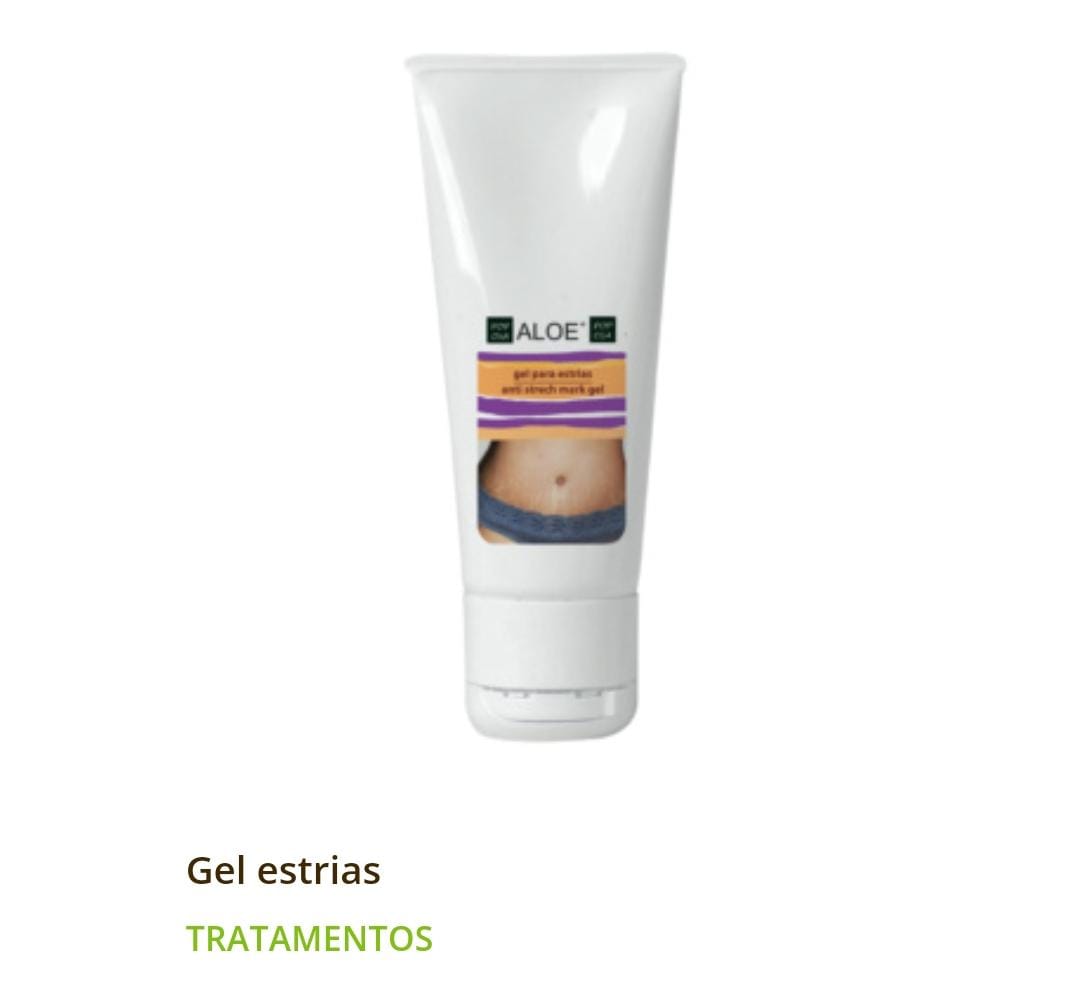 ALOE+
gel para estrias
anti strech mark gel
Gel estrias
TRATAMENTOS